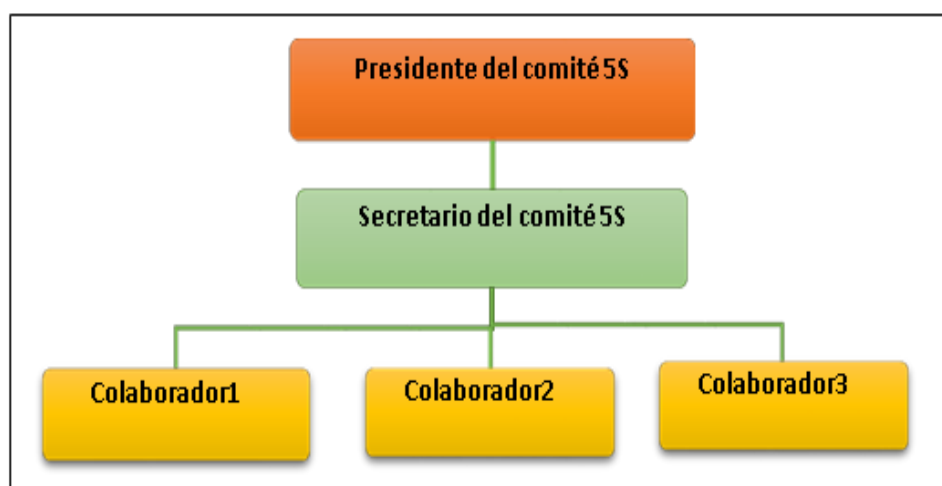 Presidente del comité 5S
Secretario del comité 5S
Colaborador1
Colaborador2
Colaborador3